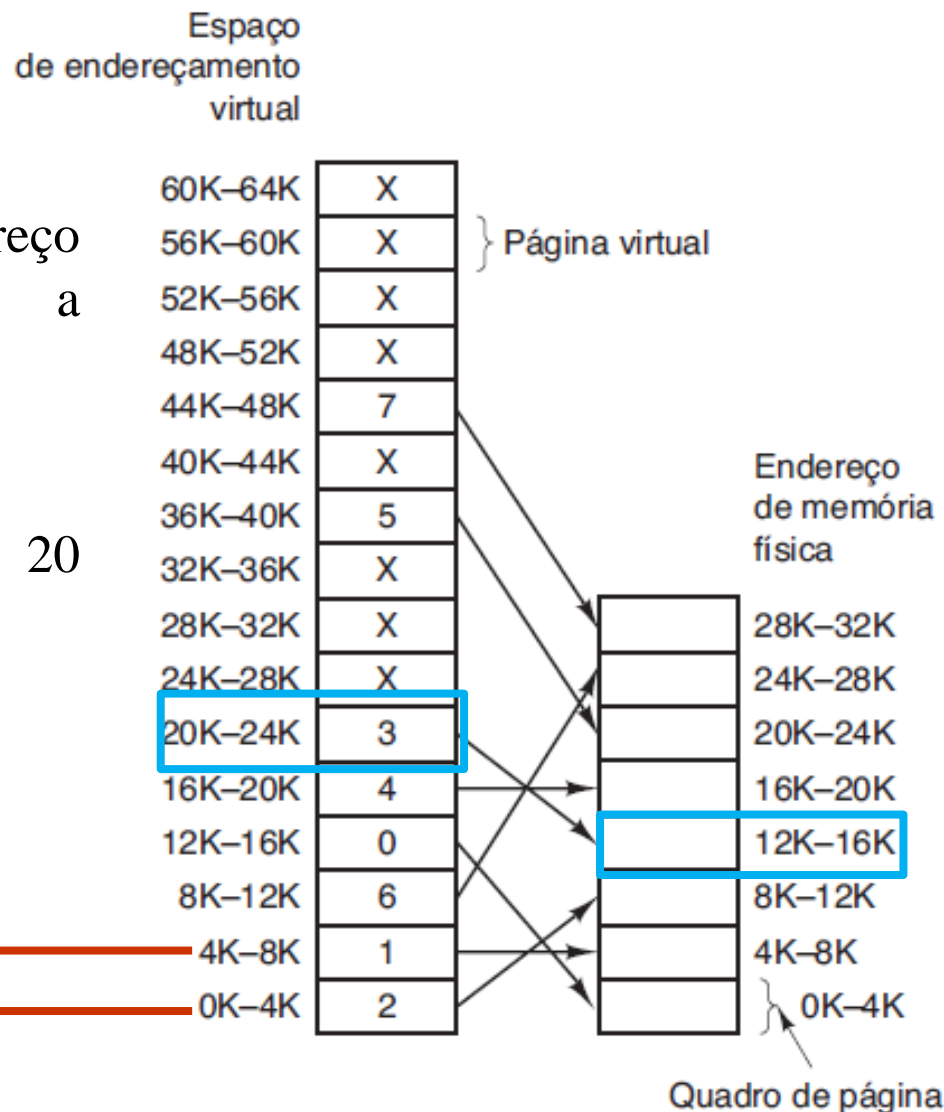 Espaço
de endereçamento
virtual
60K–64K X
reço 56K–60K X Página virtual
a 52K–56K X
48K–52K X
44K–48K 7
40K–44K X Endereço
36K–40K 5 de memória
20 32K–36K X física
28K–32K X 28K–32K
24K–28K X 24K–28K
20K–24K 3 20K–24K
16K–20K 4 16K–20K
12K–16K 0 12K–16K
8K–12K 6 8K–12K
4K–8K 1 4K–8K
0K–4K 2 0K–4K
Quadro de página